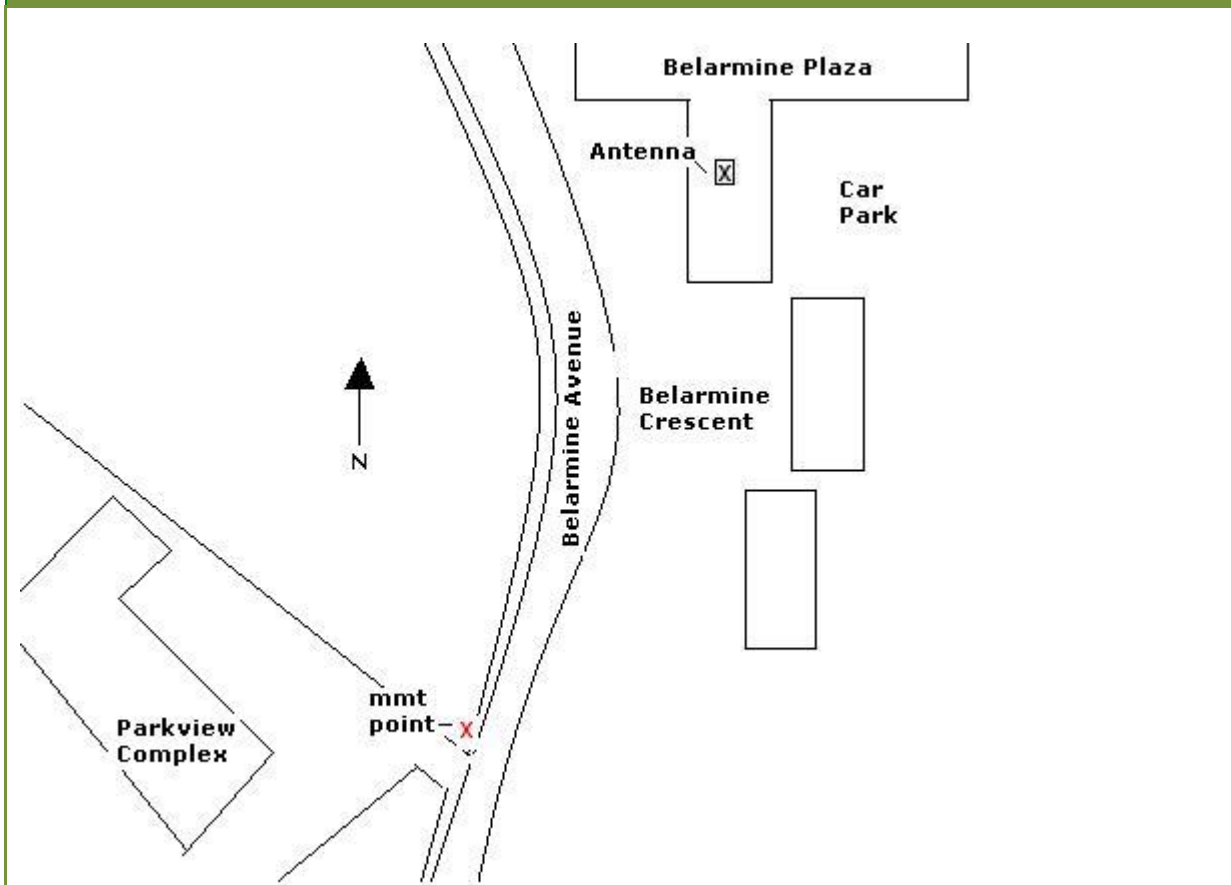 Belarmine Plaza
Antenna
X
Car
Park
Belarmine Avenue
Belarmine
Crescent
N
mmt
point
X
Parkview
Complex